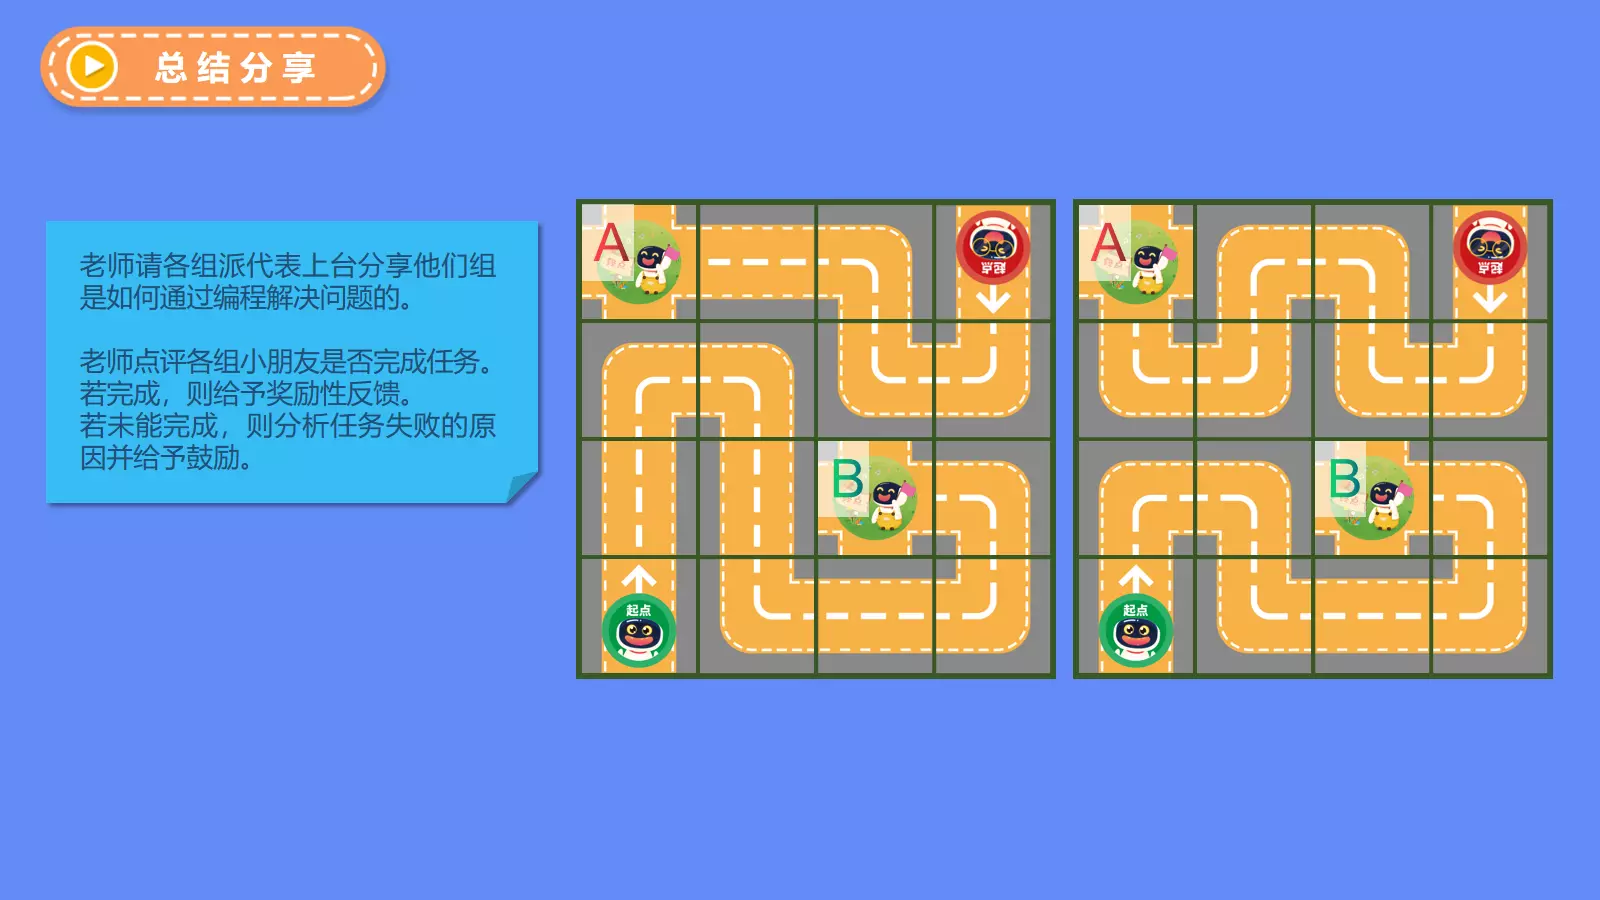 总结分享
老师请各组派代表上台分享他们组
是如何通过编程解决问题的。
老师点评各组小朋友是否完成任务。
若完成，则给予奖励性反馈。
若未能完成，则分析任务失败的原
因并给予鼓励。
A
起点
B
起点
A
起点
B
起点